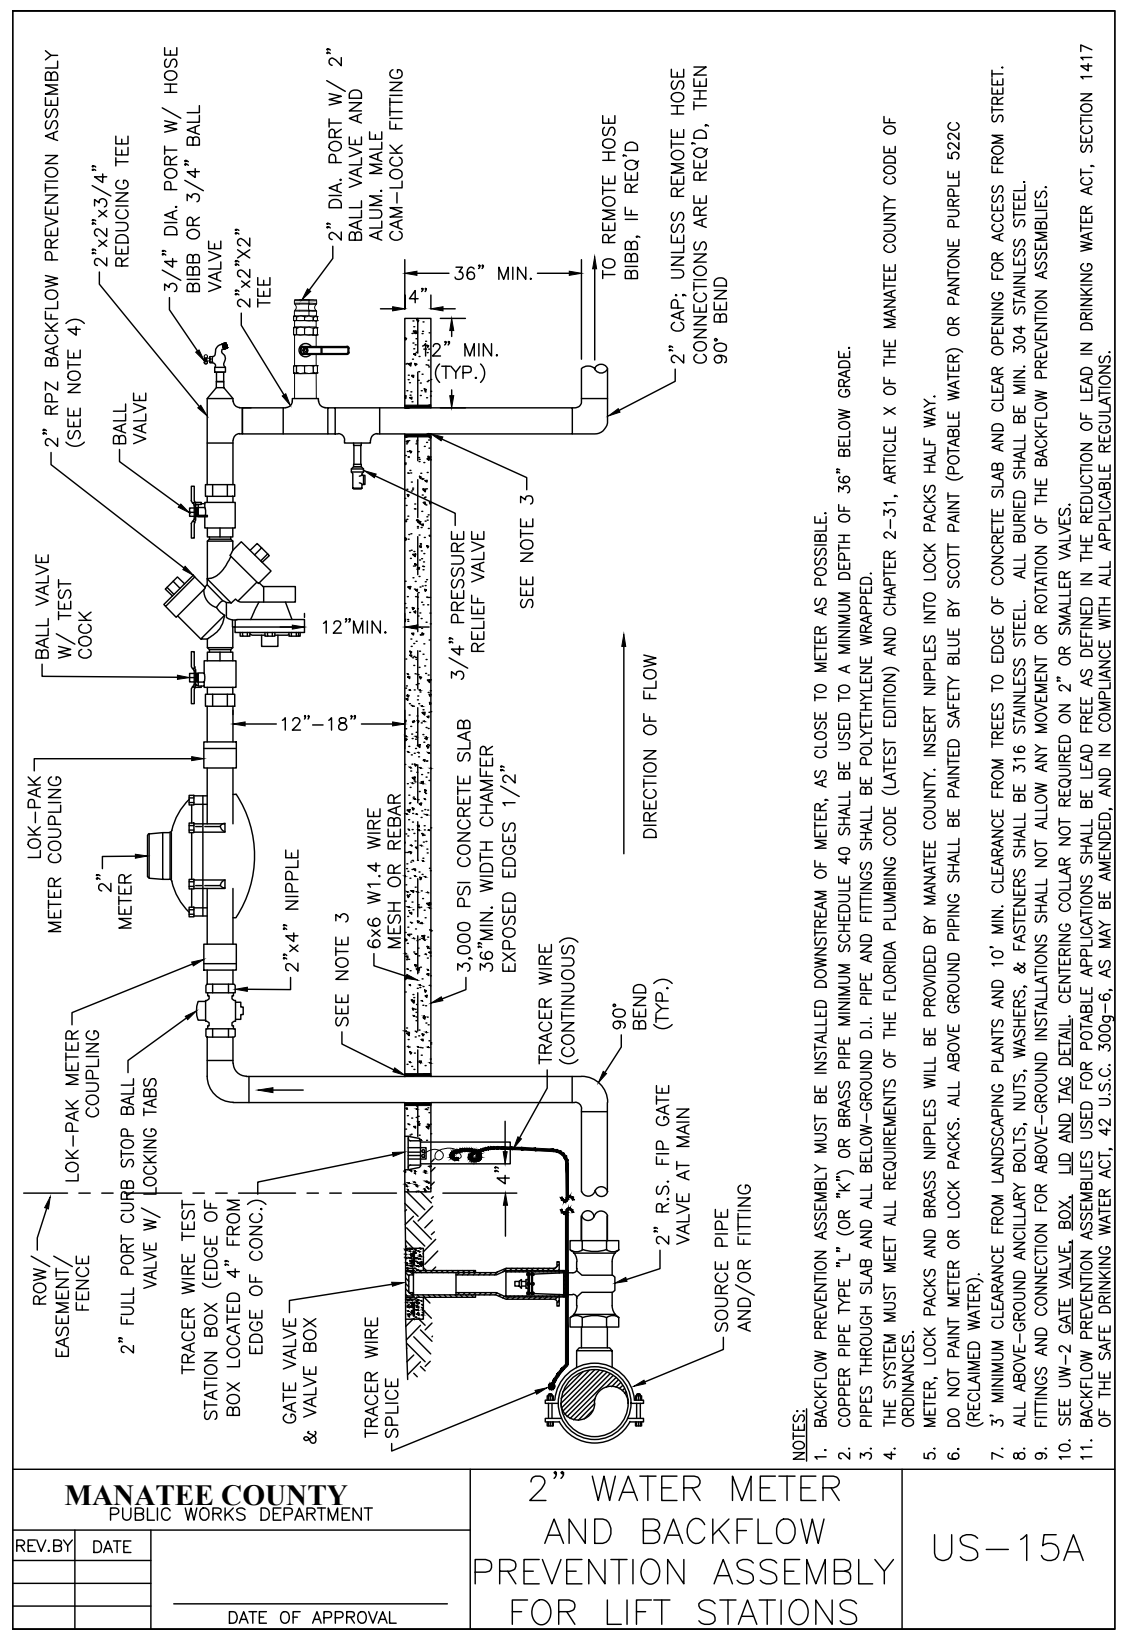 2" RPZ BACKFLOW PREVENTION ASSEMBLY
(SEE NOTE 4)
2"x2"x3/4"
REDUCING TEE
3/4" DIA. PORT W/ HOSE
BIBB OR 3/4" BALL
VALVE
2"x2"X2"
TEE
2" DIA. PORT W/ 2"
BALL VALVE AND
ALUM. MALE
CAM-LOCK FITTING
BALL
VALVE
BALL VALVE
W/ TEST
COCK
LOK-PAK
METER COUPLING
2"
METER
2"x4" NIPPLE
LOK-PAK METER
COUPLING
2" FULL PORT CURB STOP BALL
VALVE W/ LOCKING TABS
ROW/
EASEMENT/
FENCE
TRACER WIRE TEST
STATION BOX (EDGE OF
BOX LOCATED 4" FROM
EDGE OF CONC.)
GATE VALVE
& VALVE BOX
TRACER WIRE
SPLICE
12"-18"
12"MIN.
36" MIN.
4"
12" MIN.
(TYP.)
TO REMOTE HOSE
BIBB, IF REQ'D
2" CAP; UNLESS REMOTE HOSE
CONNECTIONS ARE REQ'D, THEN
90° BEND
SEE NOTE 3
3/4" PRESSURE
RELIEF VALVE
SEE NOTE 3
6x6 W1.4 WIRE
MESH OR REBAR
3,000 PSI CONCRETE SLAB
36"MIN. WIDTH CHAMFER
EXPOSED EDGES 1/2"
TRACER WIRE
(CONTINUOUS)
90°
BEND
(TYP.)
4"
2" R.S. FIP GATE
VALVE AT MAIN
SOURCE PIPE
AND/OR FITTING
DIRECTION OF FLOW
NOTES:
1. BACKFLOW PREVENTION ASSEMBLY MUST BE INSTALLED DOWNSTREAM OF METER, AS CLOSE TO METER AS POSSIBLE.
2. COPPER PIPE TYPE "L" (OR "K") OR BRASS PIPE MINIMUM SCHEDULE 40 SHALL BE USED TO A MINIMUM DEPTH OF 36" BELOW GRADE.
3. PIPES THROUGH SLAB AND ALL BELOW-GROUND D.I. PIPE AND FITTINGS SHALL BE POLYETHYLENE WRAPPED.
4. THE SYSTEM MUST MEET ALL REQUIREMENTS OF THE FLORIDA PLUMBING CODE (LATEST EDITION) AND CHAPTER 2-31, ARTICLE X OF THE MANATEE COUNTY CODE OF
ORDINANCES.
5. METER, LOCK PACKS AND BRASS NIPPLES WILL BE PROVIDED BY MANATEE COUNTY. INSERT NIPPLES INTO LOCK PACKS HALF WAY.
6. DO NOT PAINT METER OR LOCK PACKS. ALL ABOVE GROUND PIPING SHALL BE PAINTED SAFETY BLUE BY SCOTT PAINT (POTABLE WATER) OR PANTONE PURPLE 522C
(RECLAIMED WATER).
7. 3' MINIMUM CLEARANCE FROM LANDSCAPING PLANTS AND 10' MIN. CLEARANCE FROM TREES TO EDGE OF CONCRETE SLAB AND CLEAR OPENING FOR ACCESS FROM STREET.
8. ALL ABOVE-GROUND ANCILLARY BOLTS, NUTS, WASHERS, & FASTENERS SHALL BE 316 STAINLESS STEEL. ALL BURIED SHALL BE MIN. 304 STAINLESS STEEL.
9. FITTINGS AND CONNECTION FOR ABOVE-GROUND INSTALLATIONS SHALL NOT ALLOW ANY MOVEMENT OR ROTATION OF THE BACKFLOW PREVENTION ASSEMBLIES.
10. SEE UW-2 GATE VALVE, BOX, LID AND TAG DETAIL. CENTERING COLLAR NOT REQUIRED ON 2" OR SMALLER VALVES.
11. BACKFLOW PREVENTION ASSEMBLIES USED FOR POTABLE APPLICATIONS SHALL BE LEAD FREE AS DEFINED IN THE REDUCTION OF LEAD IN DRINKING WATER ACT, SECTION 1417
OF THE SAFE DRINKING WATER ACT, 42 U.S.C. 300g-6, AS MAY BE AMENDED, AND IN COMPLIANCE WITH ALL APPLICABLE REGULATIONS.
MANATEE COUNTY
PUBLIC WORKS DEPARTMENT
REV.BY DATE
DATE OF APPROVAL
2" WATER METER
AND BACKFLOW
PREVENTION ASSEMBLY
FOR LIFT STATIONS
US-15A